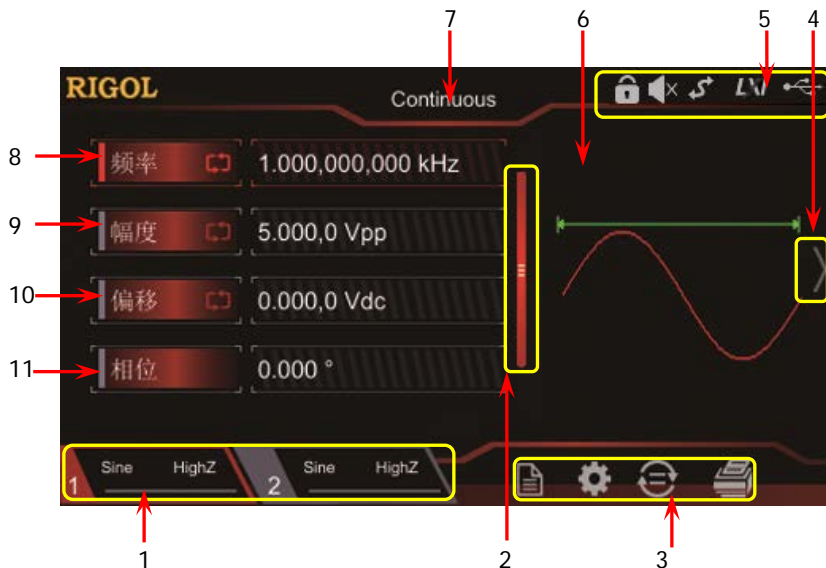 7 6 5 4
RIGOL
Continuous
LXI
8 频率 1.000,000,000 kHz
9 幅度 5.000,0 Vpp
10 偏移 0.000,0 Vdc
11 相位 0.000 °
1 Sine HighZ 2 Sine HighZ
1 2 3